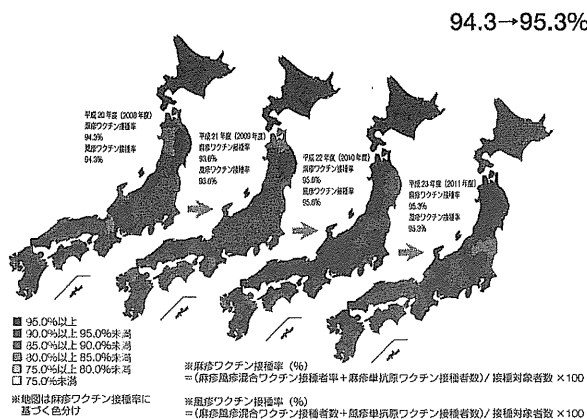 94.3→95.3%
平成20年度(2008年度)
麻疹ワクチン接種率
94.3%
風疹ワクチン接種率
94.3%
平成21年度(2009年度)
麻疹ワクチン接種率
93.6%
風疹ワクチン接種率
93.6%
平成22年度(2010年度)
麻疹ワクチン接種率
95.6%
風疹ワクチン接種率
95.6%
平成23年度(2011年度)
麻疹ワクチン接種率
95.3%
風疹ワクチン接種率
95.3%
95.0%以上
90.0%以上 95.0%未満
85.0%以上 90.0%未満
80.0%以上 85.0%未満
75.0%以上 80.0%未満
75.0%未満
※地図は麻疹ワクチン接種率に
基づく色分け
※麻疹ワクチン接種率(%)
=(麻疹風疹混合ワクチン接種者率+麻疹単抗原ワクチン接種者数)/接種対象者数×100
※風疹ワクチン接種率(%)
=(麻疹風疹混合ワクチン接種者数+風疹単抗原ワクチン接種者数)/接種対象者数×100